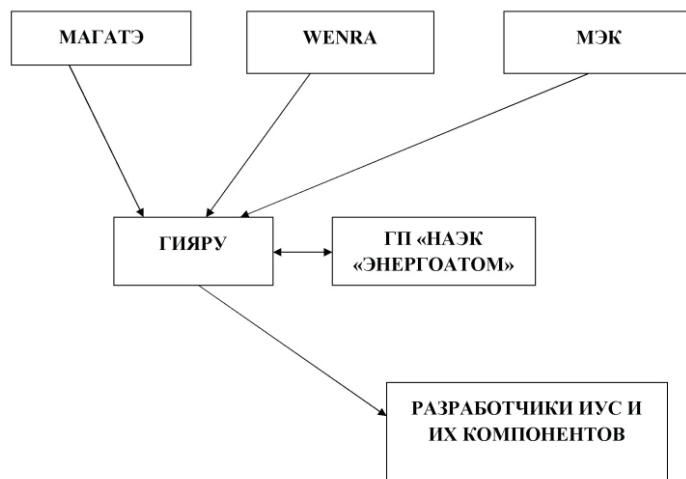 МАГАТЭ
WENRA
МЭК
ГИЯРУ
ГП «НАЭК
«ЭНЕРГОАТОМ»
РАЗРАБОТЧИКИ ИУС И
ИХ КОМПОНЕНТОВ